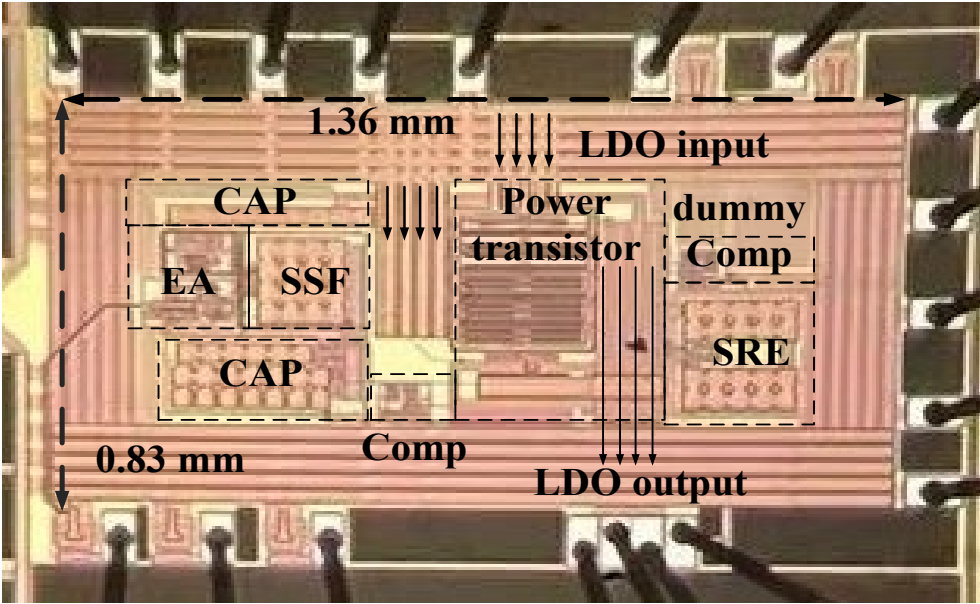 1.36 mm
LDO input
CAP
Power
transistor
dummy
Comp
EA
SSF
CAP
SRE
Comp
0.83 mm
LDO output